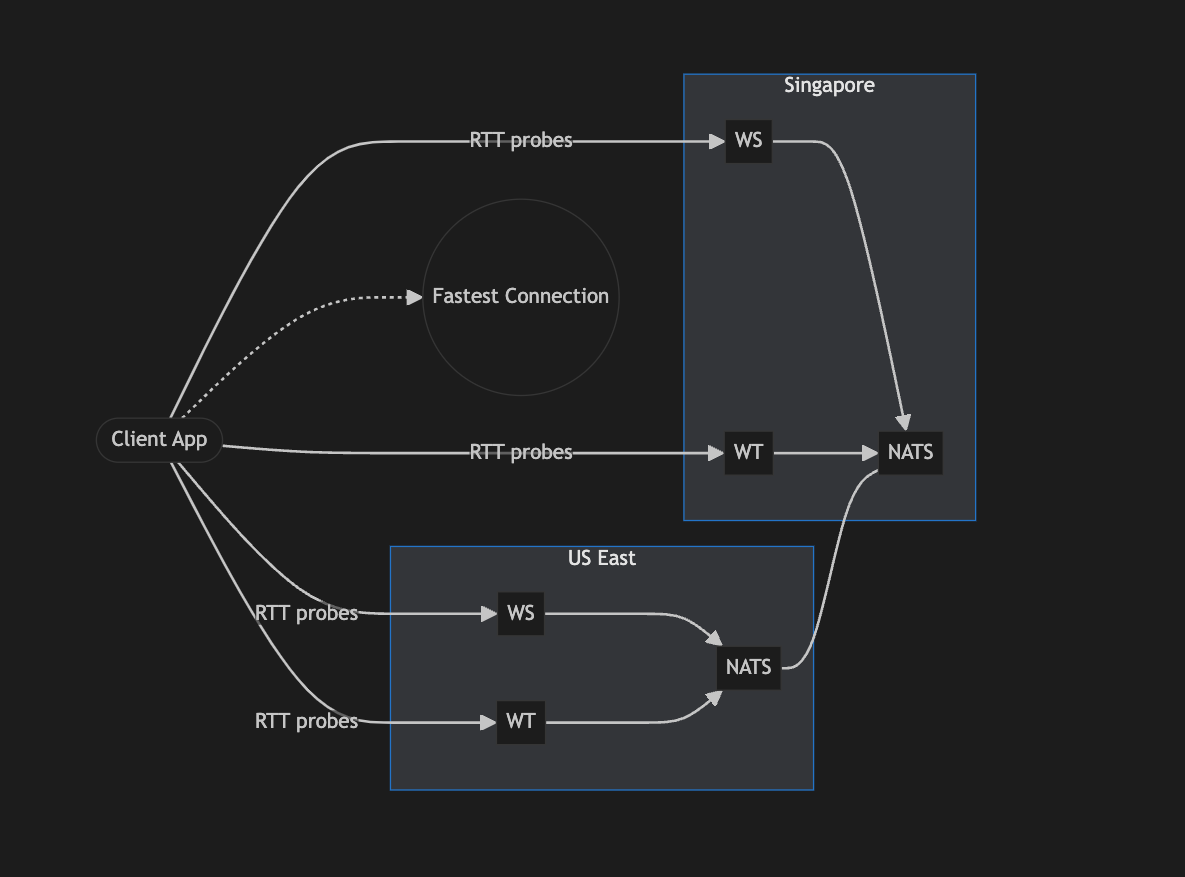 Singapore
RTT probes
WS
Fastest Connection
Client App
RTT probes
WT
NATS
US East
RTT probes
WS
NATS
RTT probes
WT